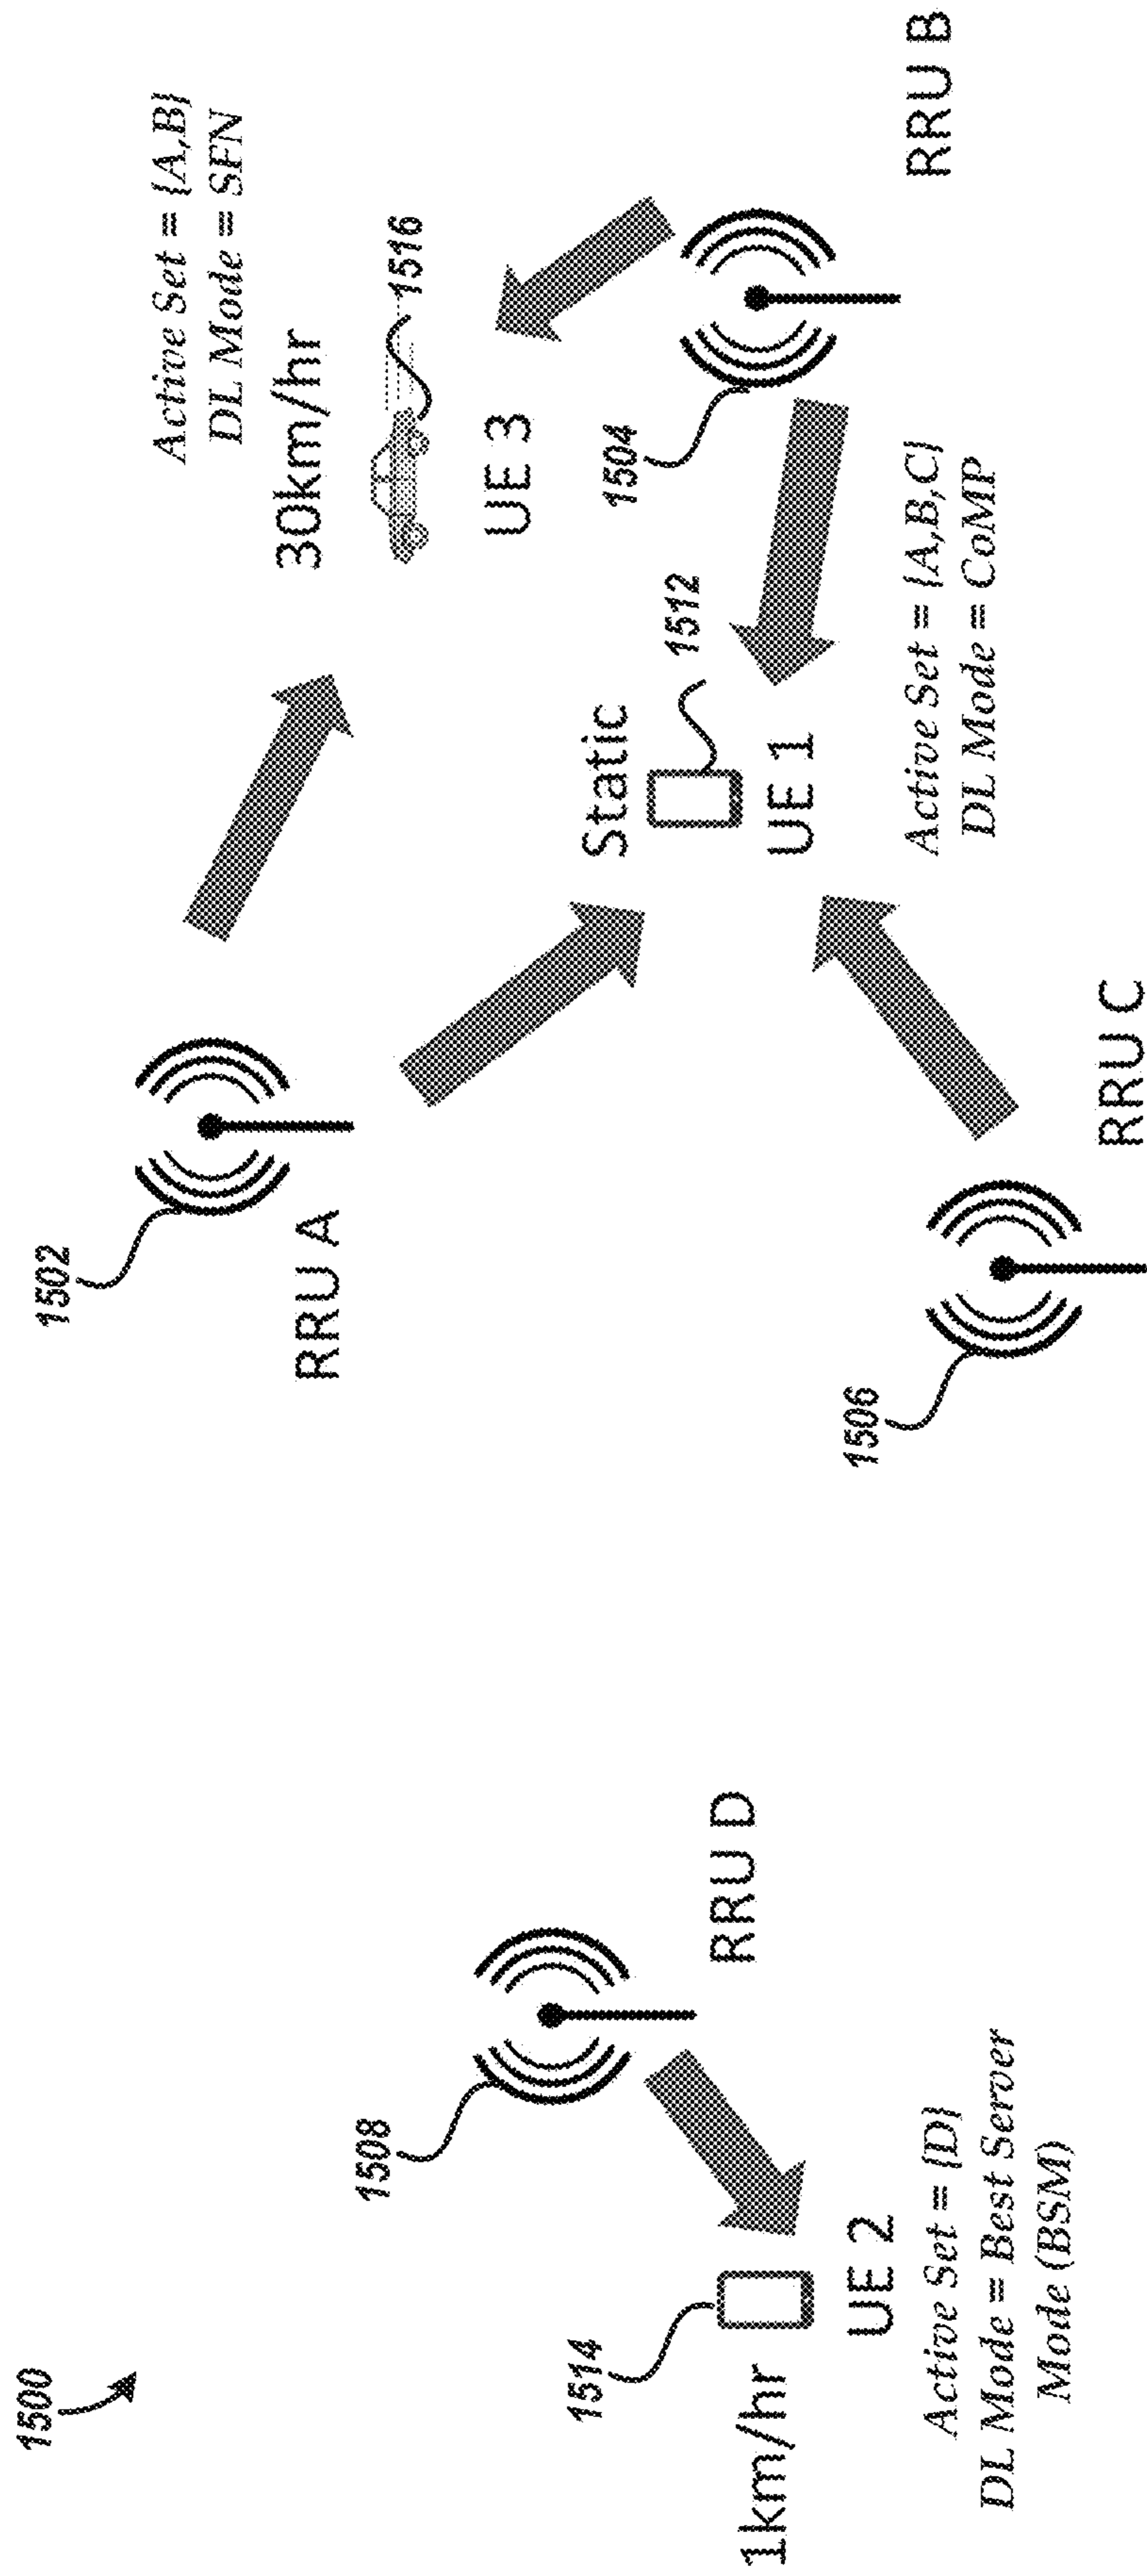 1500
1514
1km/hr
UE 2
Active Set = {D}
DL Mode = Best Server
Mode (BSM)
1508
RRU D
1502
RRU A
1506
RRU C
Static
1512
UE 1
Active Set = {A,B,C}
DL Mode = CoMP
Active Set = {A,B}
DL Mode = SFN
30km/hr
1516
UE 3
1504
RRU B